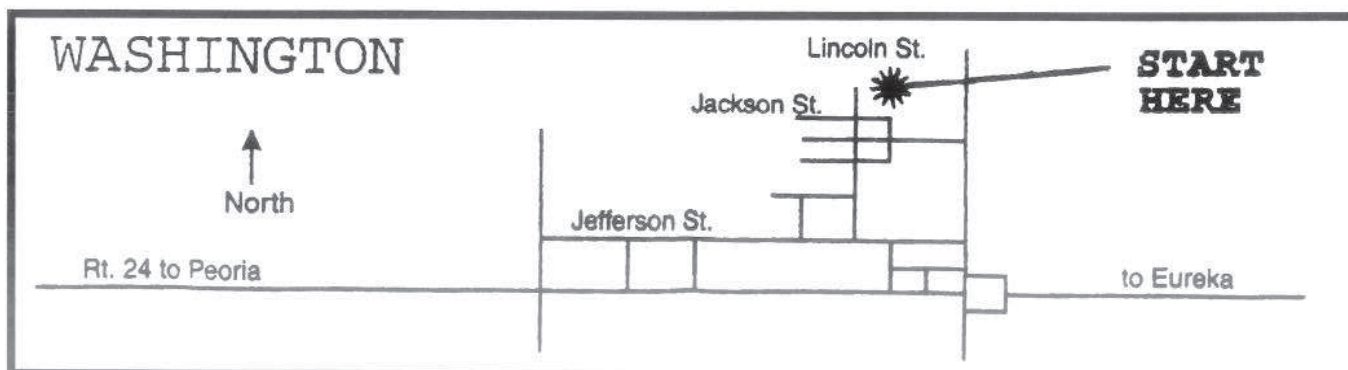 WASHINGTON
Lincoln St.
START
HERE
Jackson St.
North
Jefferson St.
Rt. 24 to Peoria
to Eureka